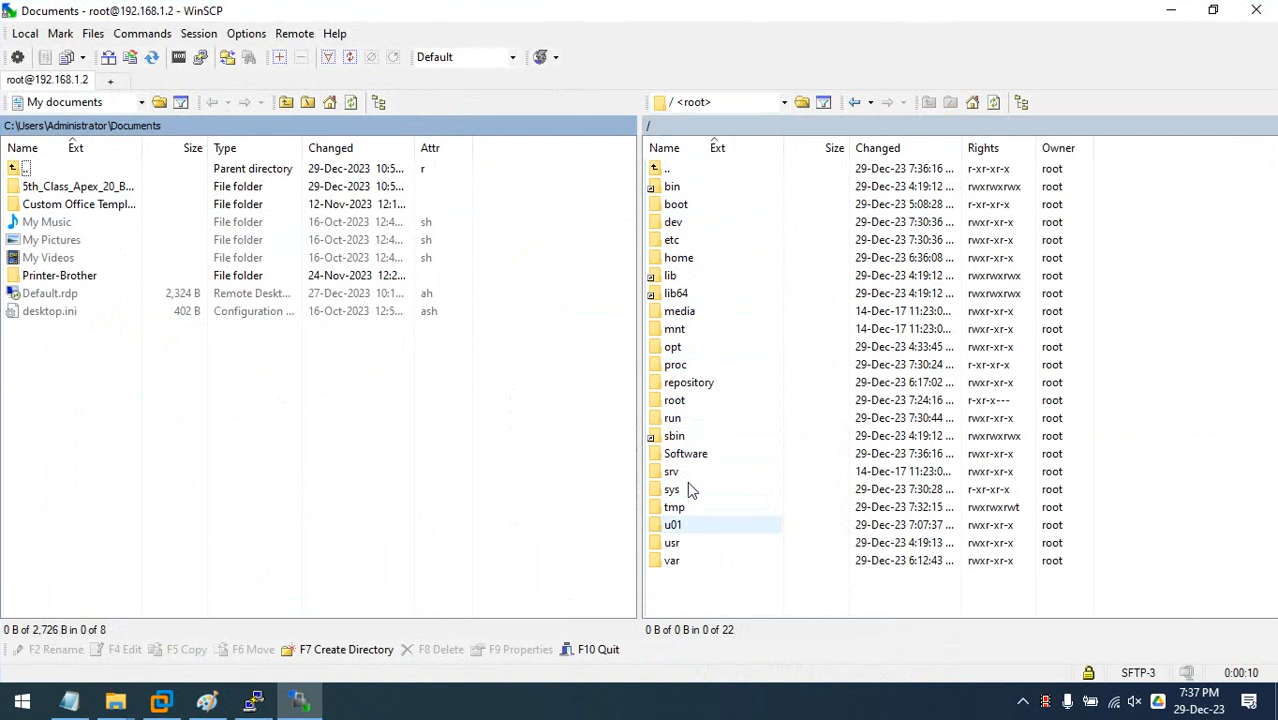 Documents - root@192.168.1.2 - WinSCP
Local Mark Files Commands Session Options Remote Help
Default
root@192.168.1.2 +
My documents
/ <root>
C:\Users\Administrator\Documents
/
Name Ext Size Type Changed Attr
Name Ext Size Changed Rights Owner
.. Parent directory 29-Dec-2023 10:5... r
5th_Class_Apex_20_B... File folder 29-Dec-2023 10:5...
Custom Office Templ... File folder 12-Nov-2023 12:1...
My Music File folder 16-Oct-2023 12:4... sh
My Pictures File folder 16-Oct-2023 12:4... sh
My Videos File folder 16-Oct-2023 12:4... sh
Printer-Brother File folder 24-Nov-2023 12:2...
Default.rdp 2,324 B Remote Deskt... 27-Dec-2023 10:1... ah
desktop.ini 402 B Configuration ... 16-Oct-2023 12:5... ash
.. 29-Dec-23 7:36:16 ... r-xr-xr-x root
bin 29-Dec-23 4:19:12 ... rwxrwxrwx root
boot 29-Dec-23 5:08:28 ... r-xr-xr-x root
dev 29-Dec-23 7:30:36 ... rwxr-xr-x root
etc 29-Dec-23 7:30:36 ... rwxr-xr-x root
home 29-Dec-23 6:36:08 ... rwxr-xr-x root
lib 29-Dec-23 4:19:12 ... rwxrwxrwx root
lib64 29-Dec-23 4:19:12 ... rwxrwxrwx root
media 14-Dec-17 11:23:0... rwxr-xr-x root
mnt 14-Dec-17 11:23:0... rwxr-xr-x root
opt 29-Dec-23 4:33:45 ... rwxr-xr-x root
proc 29-Dec-23 7:30:24 ... r-xr-xr-x root
repository 29-Dec-23 6:17:02 ... rwxr-xr-x root
root 29-Dec-23 7:24:16 ... r-xr-x--- root
run 29-Dec-23 7:30:44 ... rwxr-xr-x root
sbin 29-Dec-23 4:19:12 ... rwxrwxrwx root
Software 29-Dec-23 7:36:16 ... rwxr-xr-x root
srv 14-Dec-17 11:23:0... rwxr-xr-x root
sys 29-Dec-23 7:30:28 ... r-xr-xr-x root
tmp 29-Dec-23 7:32:15 ... rwxrwxrwt root
u01 29-Dec-23 7:07:37 ... rwxr-xr-x root
usr 29-Dec-23 4:19:13 ... rwxr-xr-x root
var 29-Dec-23 6:12:43 ... rwxr-xr-x root
0 B of 2,726 B in 0 of 8
0 B of 0 B in 0 of 22
F2 Rename F4 Edit F5 Copy F6 Move F7 Create Directory F8 Delete F9 Properties F10 Quit
SFTP-3 0:00:10
7:37 PM
29-Dec-23